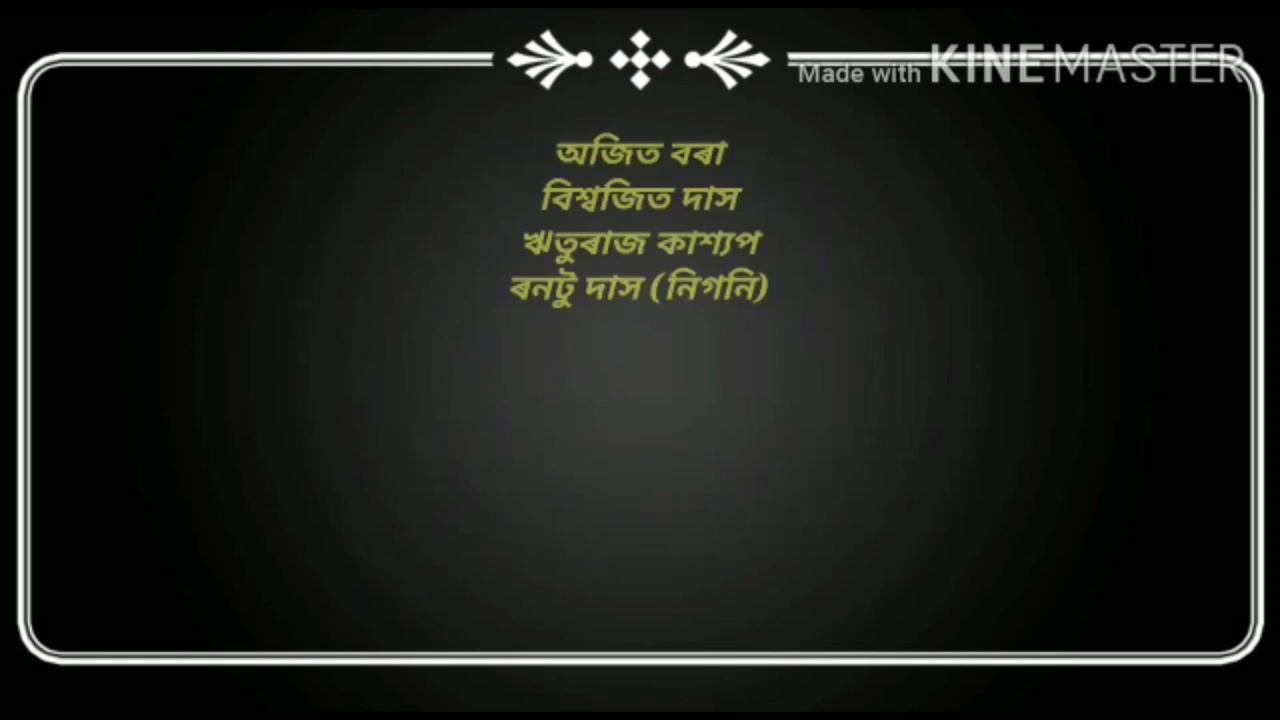 Made with KINEMASTER
অজিত বৰা
বিশ্বজিত দাস
ঋতুৰাজ কাশ্যপ
ৰনটু দাস (নিগনি)